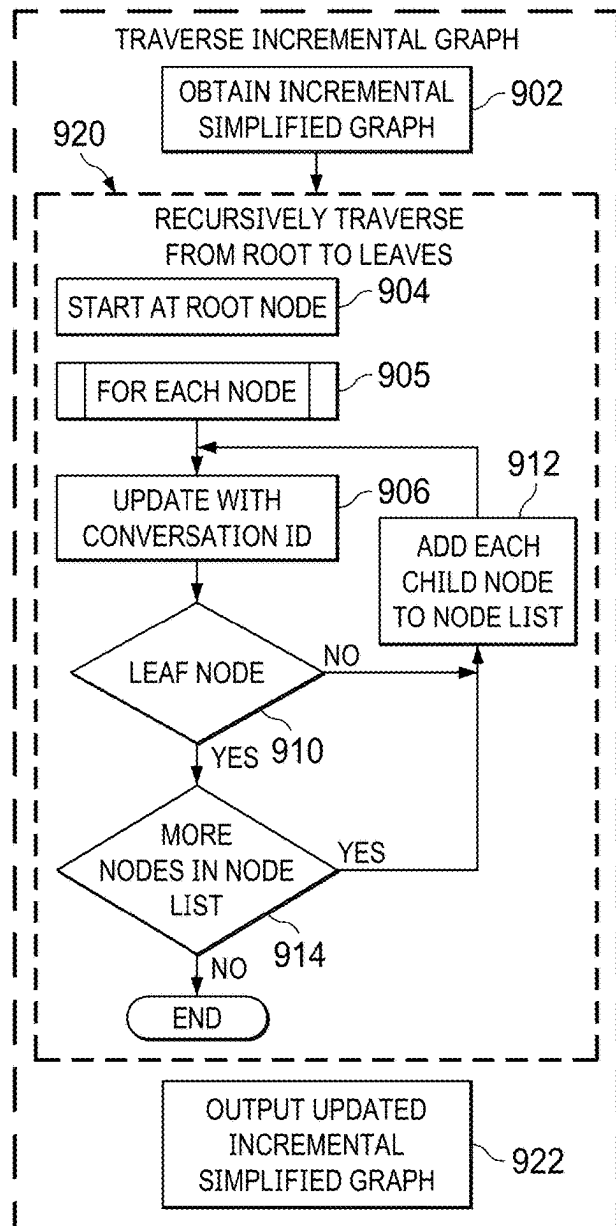 TRAVERSE INCREMENTAL GRAPH
OBTAIN INCREMENTAL
SIMPLIFIED GRAPH
902
920
RECURSIVELY TRAVERSE
FROM ROOT TO LEAVES
START AT ROOT NODE
904
FOR EACH NODE
905
UPDATE WITH
CONVERSATION ID
906
912
ADD EACH
CHILD NODE
TO NODE LIST
LEAF NODE
NO
910
YES
MORE
NODES IN NODE
LIST
YES
914
NO
END
OUTPUT UPDATED
INCREMENTAL
SIMPLIFIED GRAPH
922